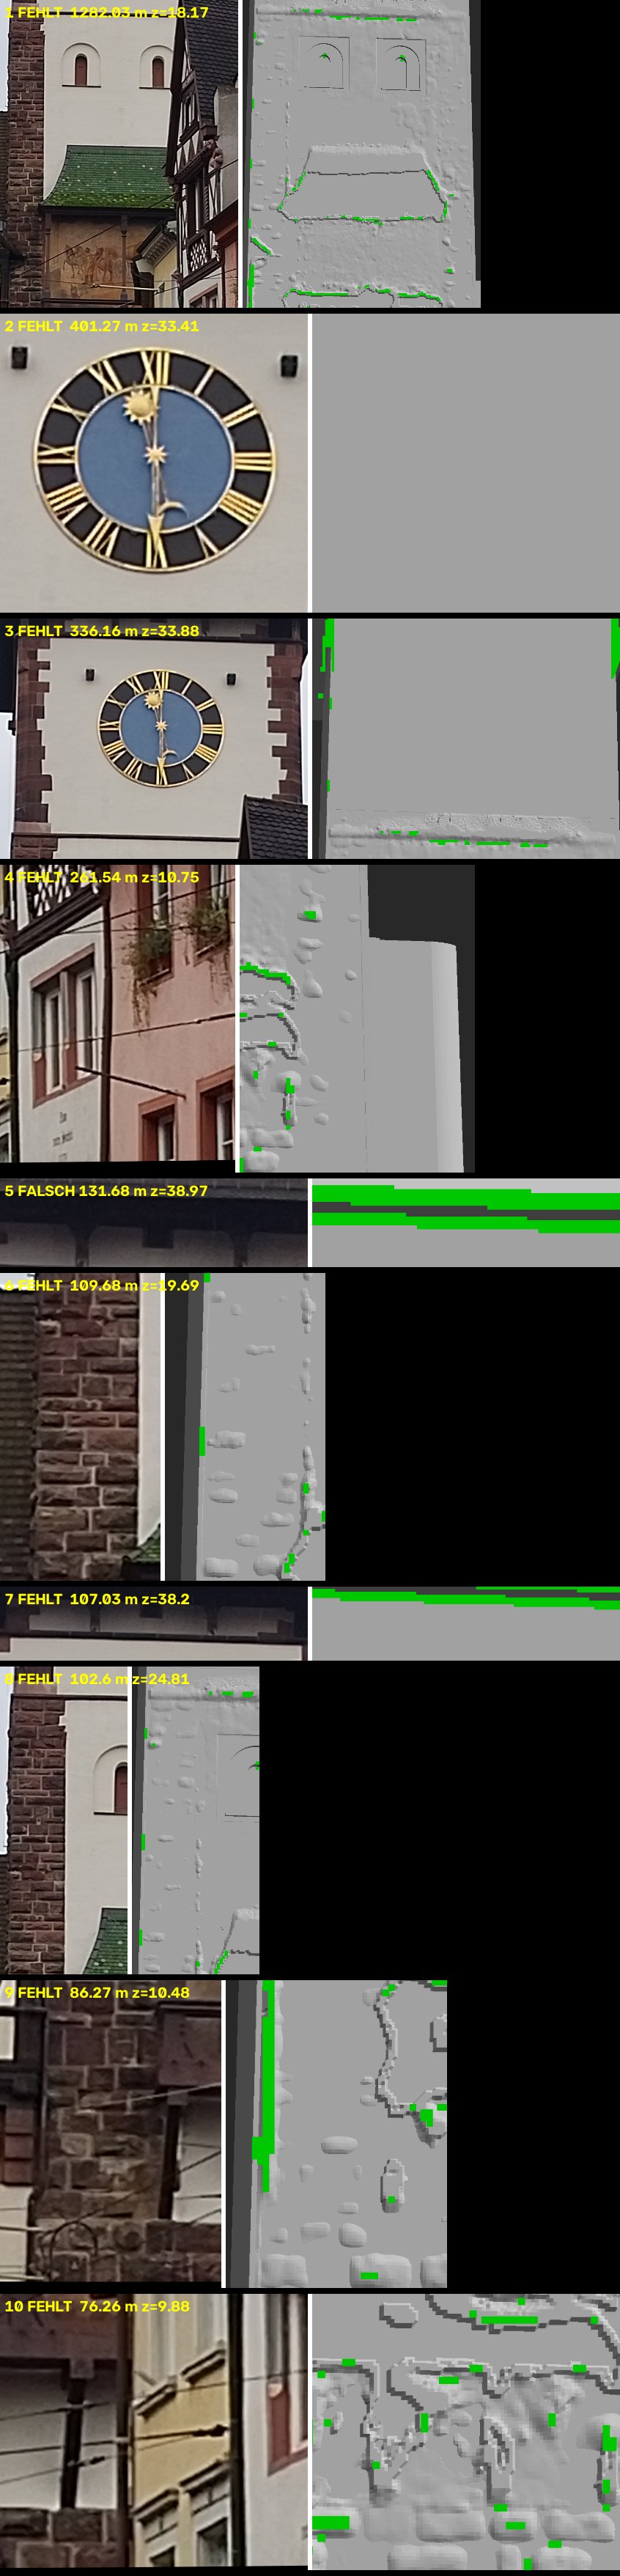 1 FEHLT 1282.03 m z=18.17
2 FEHLT 401.27 m z=33.41
3 FEHLT 336.16 m z=33.88
4 FEHLT 261.54 m z=10.75
5 FALSCH 131.68 m z=38.97
6 FEHLT 109.68 m z=19.69
7 FEHLT 107.03 m z=38.2
8 FEHLT 102.6 m z=24.81
9 FEHLT 86.27 m z=10.48
10 FEHLT 76.26 m z=9.88